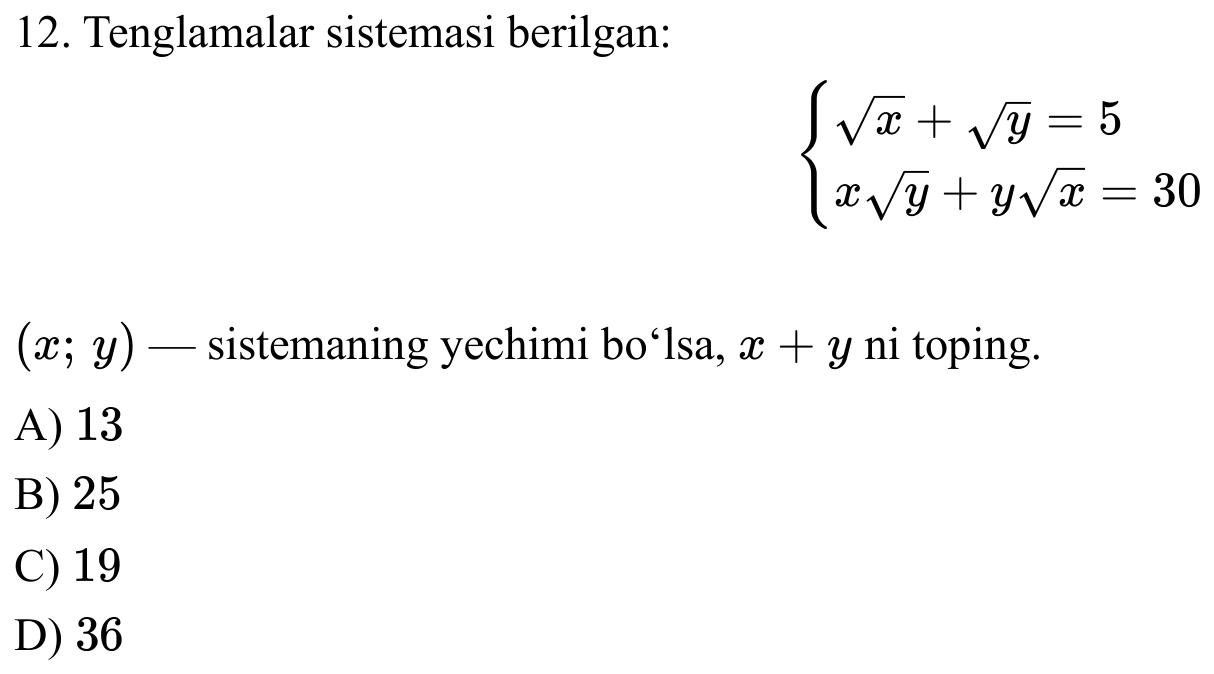 12. Tenglamalar sistemasi berilgan:
√x + √y = 5
x√y + y√x = 30
(x; y) — sistemaning yechimi bo‘lsa, x + y ni toping.
A) 13
B) 25
C) 19
D) 36